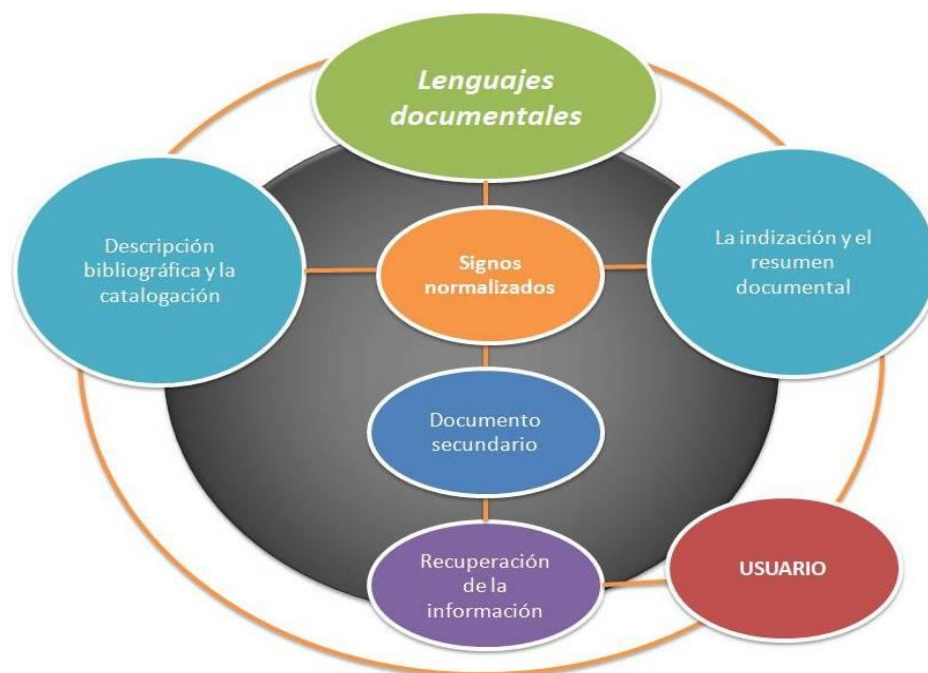 Lenguajes
documentales
Descripción
bibliográfica y la
catalogación
Signos
normalizados
La indización y el
resumen
documental
Documento
secundario
Recuperación
de la
información
USUARIO